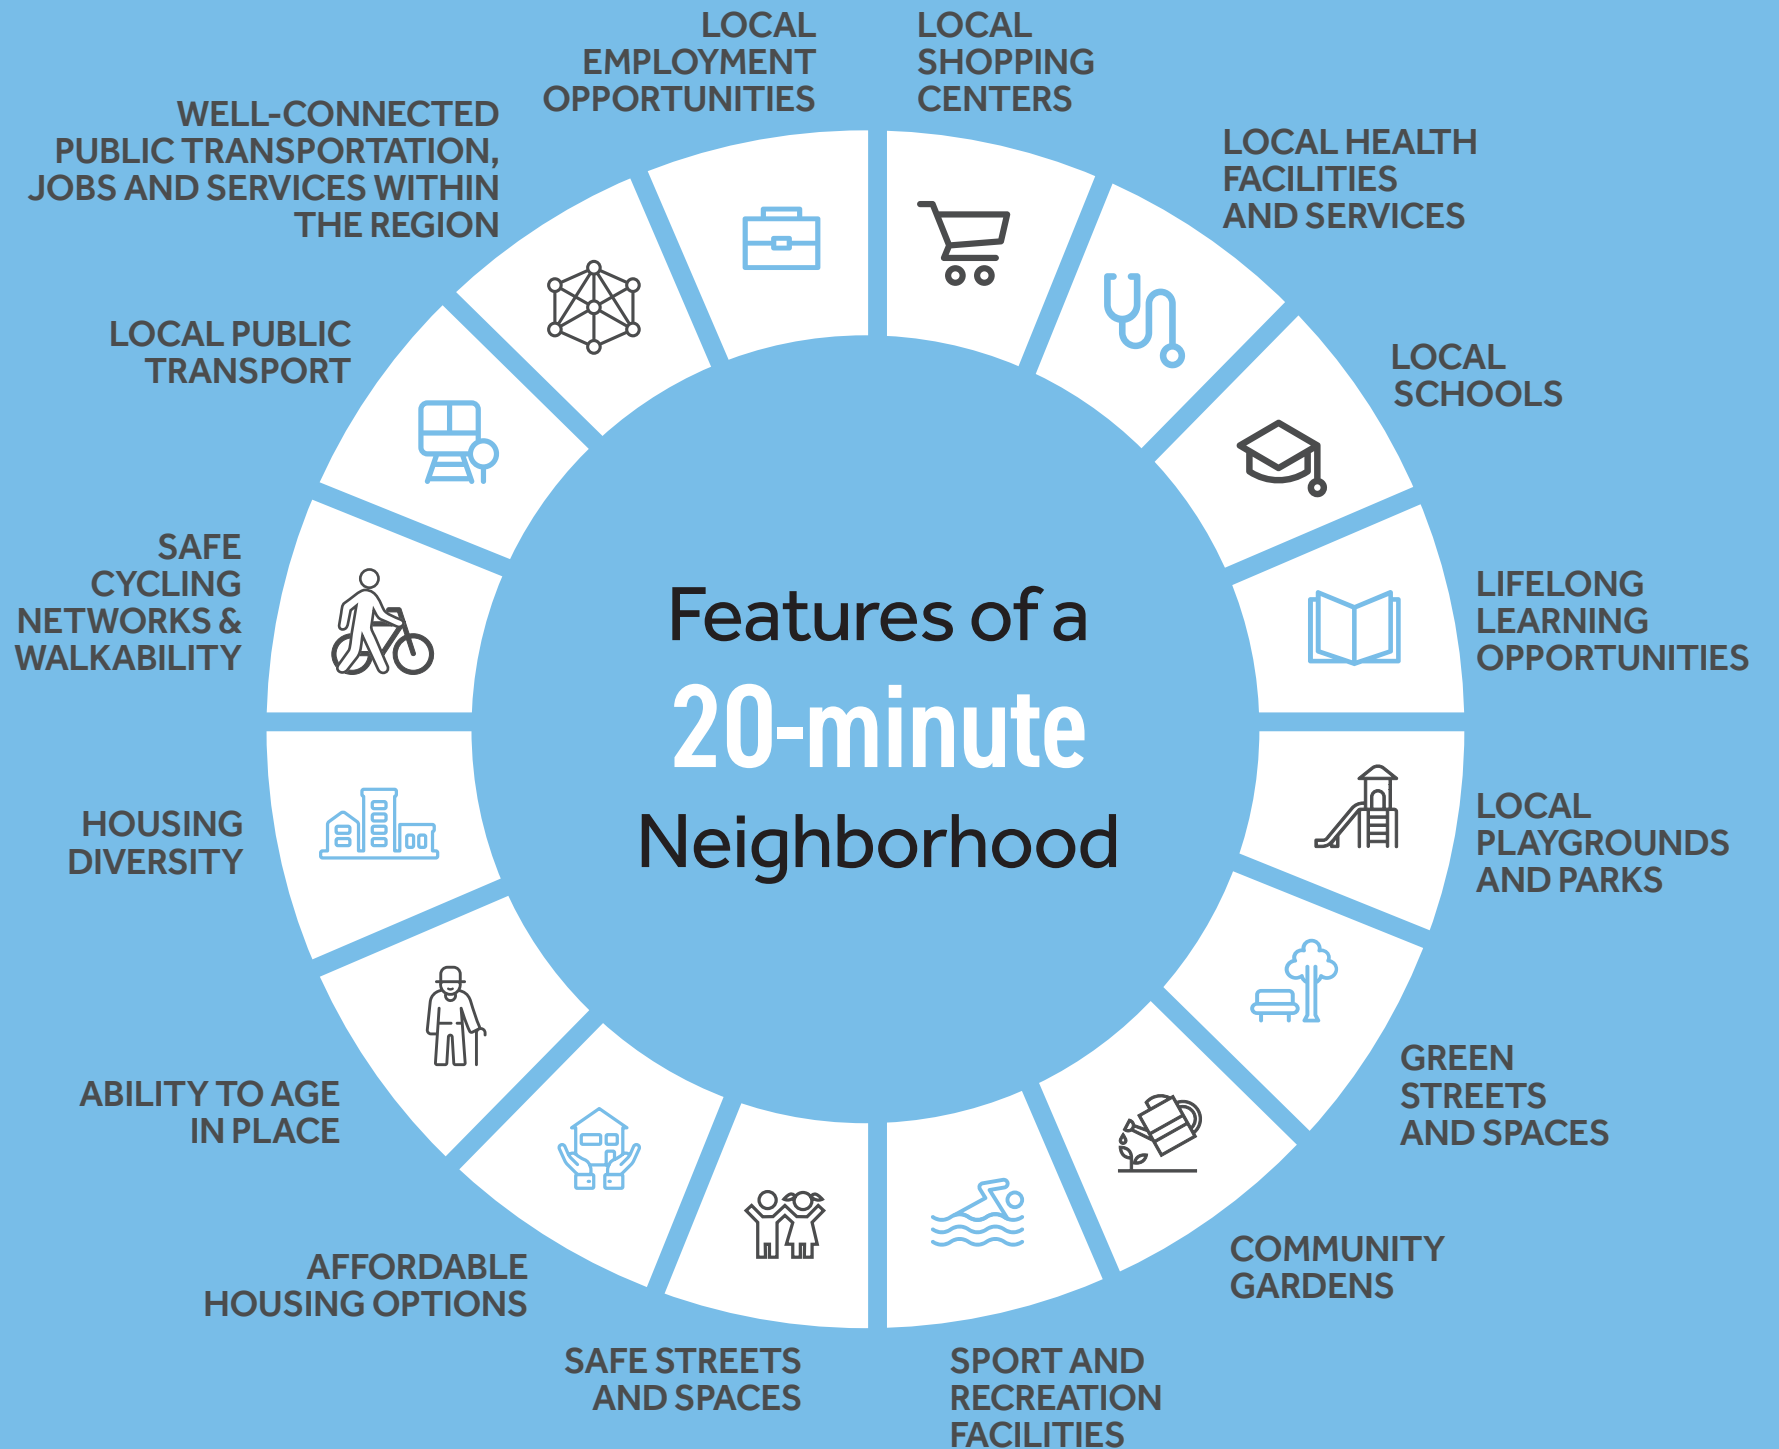 LOCAL
EMPLOYMENT
OPPORTUNITIES
LOCAL
SHOPPING
CENTERS
LOCAL HEALTH
FACILITIES
AND SERVICES
LOCAL
SCHOOLS
LIFELONG
LEARNING
OPPORTUNITIES
LOCAL
PLAYGROUNDS
AND PARKS
GREEN
STREETS
AND SPACES
COMMUNITY
GARDENS
SPORT AND
RECREATION
FACILITIES
SAFE STREETS
AND SPACES
AFFORDABLE
HOUSING OPTIONS
ABILITY TO AGE
IN PLACE
HOUSING
DIVERSITY
SAFE
CYCLING
NETWORKS &
WALKABILITY
LOCAL PUBLIC
TRANSPORT
WELL-CONNECTED
PUBLIC TRANSPORTATION,
JOBS AND SERVICES WITHIN
THE REGION
Features of a
20-minute
Neighborhood